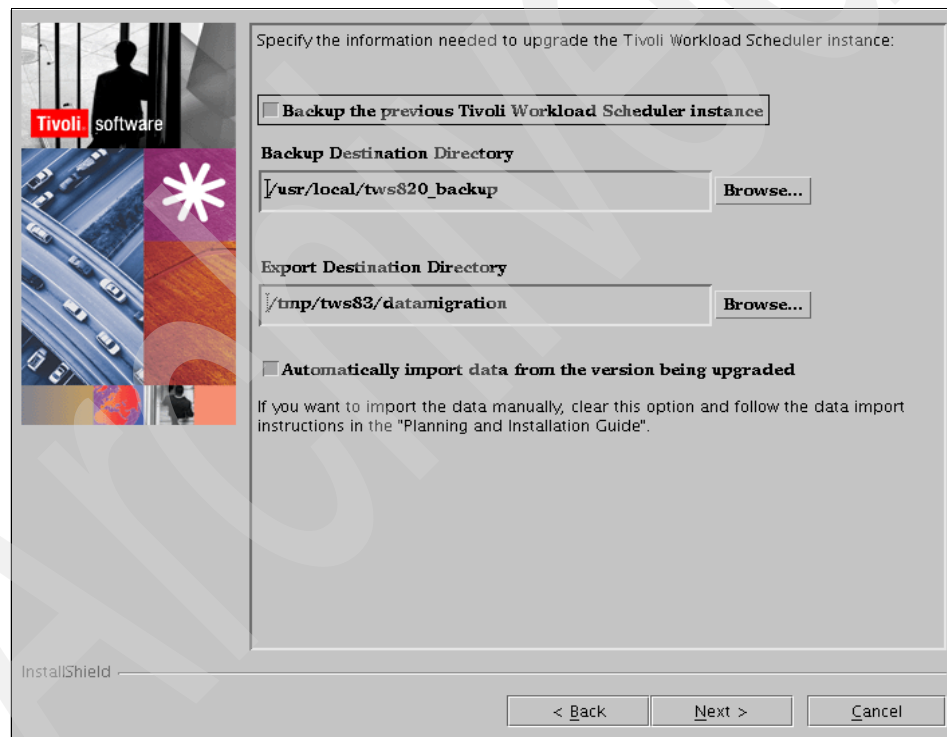 Specify the information needed to upgrade the Tivoli Workload Scheduler instance:
Tivoli. software
Backup the previous Tivoli Workload Scheduler instance
Backup Destination Directory
/usr/local/tws820_backup
Browse...
Export Destination Directory
/tmp/tws83/datamigration
Browse...
Automatically import data from the version being upgraded
If you want to import the data manually, clear this option and follow the data import
instructions in the "Planning and Installation Guide".
InstallShield
< Back
Next >
Cancel